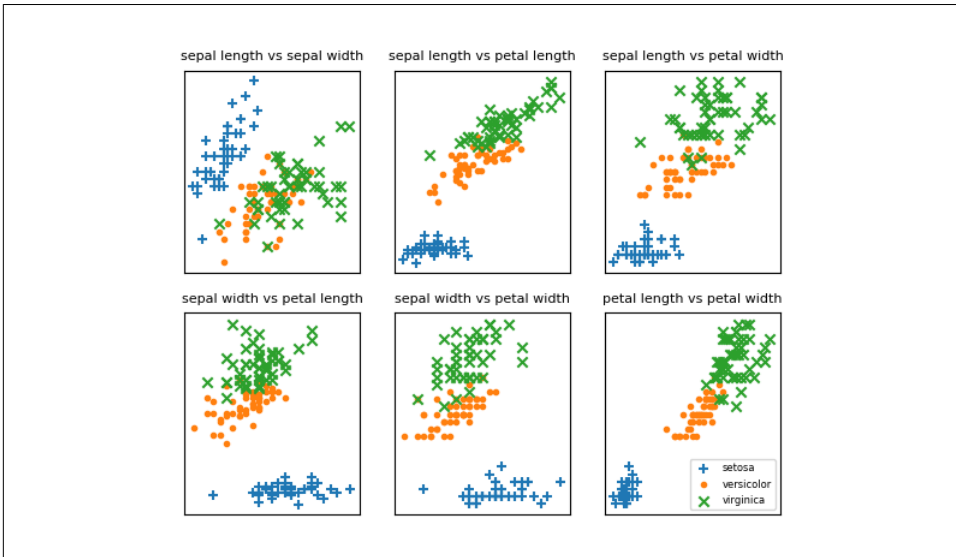 sepal length vs sepal width
sepal length vs petal length
sepal length vs petal width
sepal width vs petal length
sepal width vs petal width
petal length vs petal width
setosa
versicolor
virginica